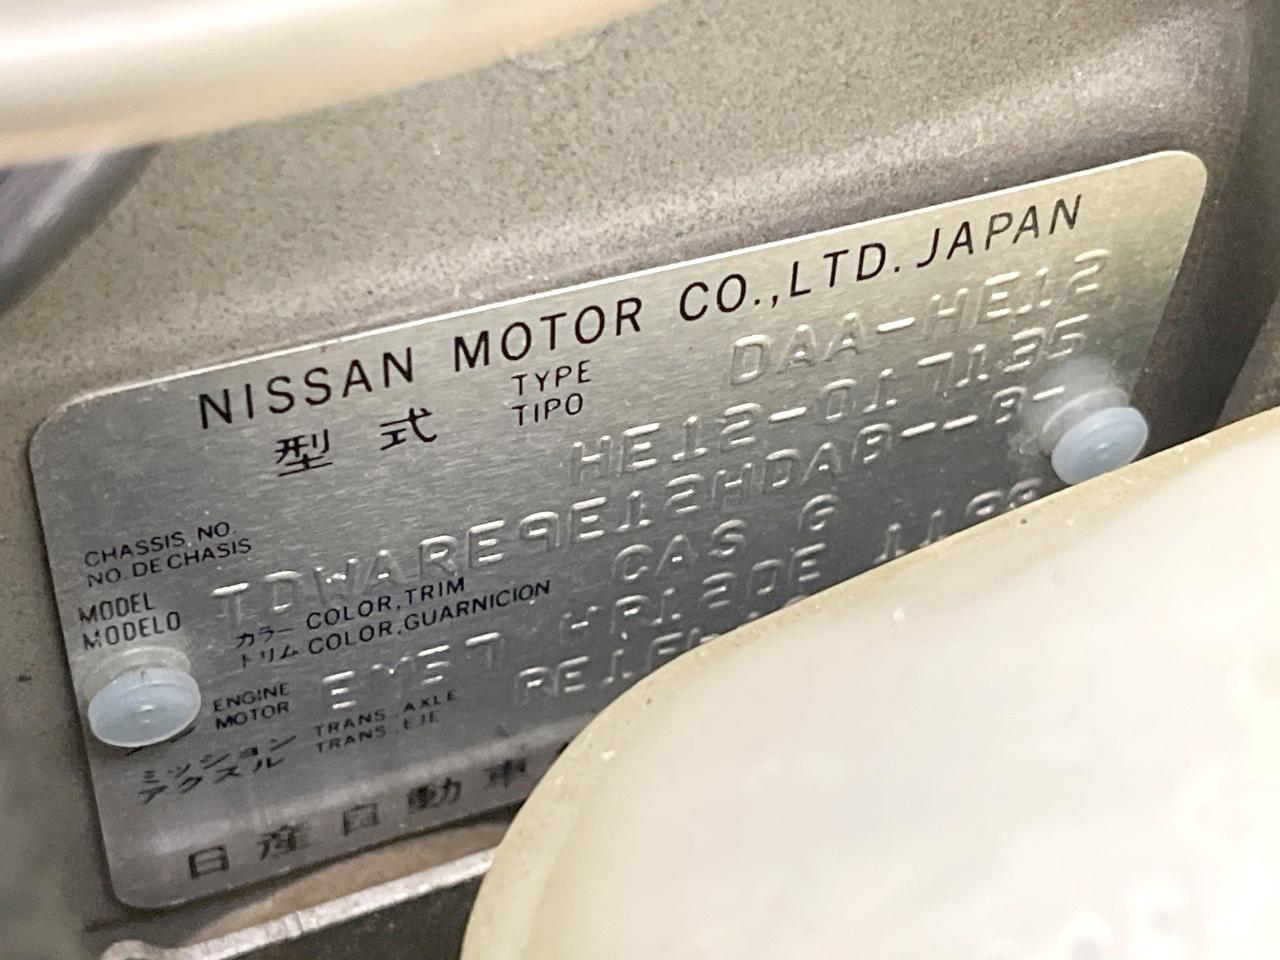 NISSAN MOTOR CO.,LTD. JAPAN
型式 TYPE DAA-HE12
TIPO
CHASSIS. NO. HE12-017135
NO. DE CHASIS
MODEL TDWARE9E12HDAB--B-
MODELO
カラー COLOR,TRIM CAS G
トリム COLOR,GUARNICION
ENGINE EM57 HR12DE
MOTOR
ミッション TRANS. AXLE
アクスル TRANS. EJE
日産自動車